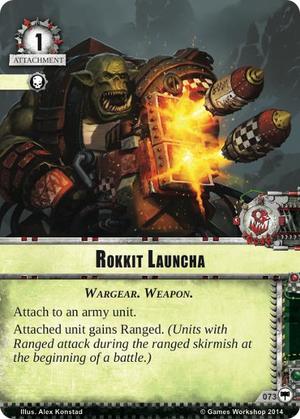 1
ATTACHMENT
ROKKIT LAUNCHA
Wargear. Weapon.
Attach to an army unit.
Attached unit gains Ranged. (Units with
Ranged attack during the ranged skirmish at
the beginning of a battle.)
073
Illus. Alex Konstad
© Games Workshop 2014